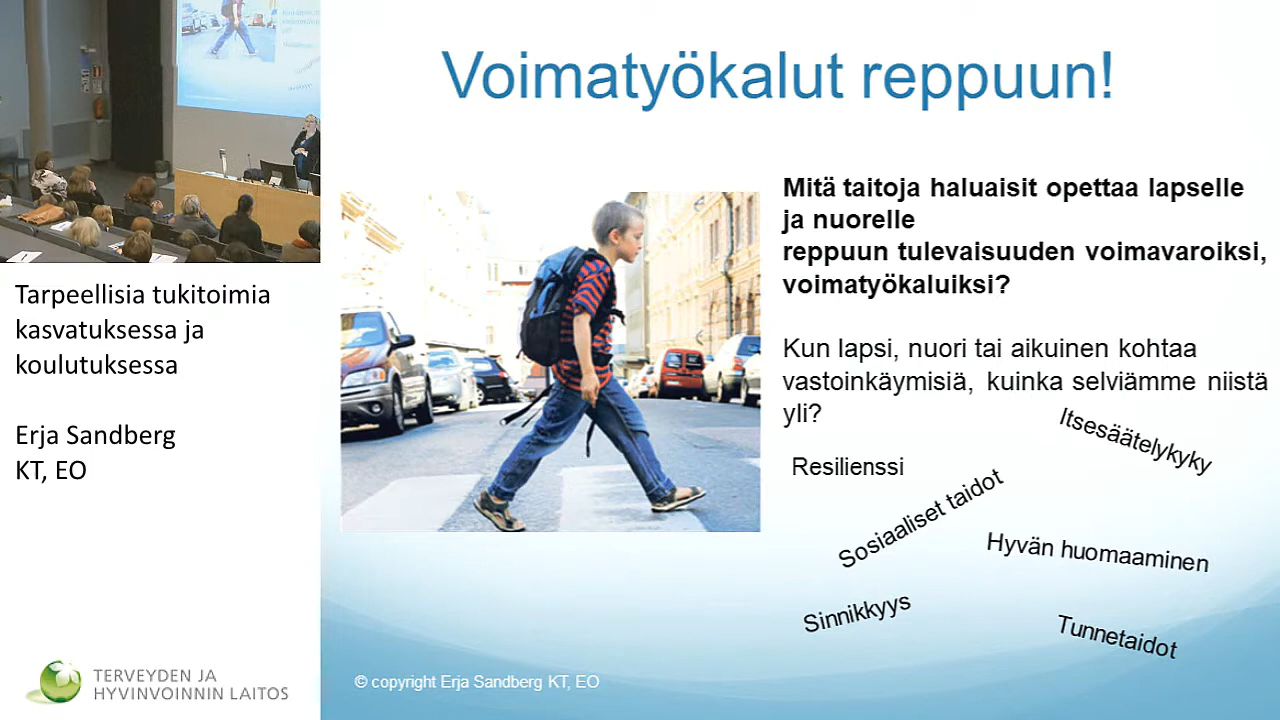 Voimatyökalut reppuun!
Mitä taitoja haluaisit opettaa lapselle
ja nuorelle
reppuun tulevaisuuden voimavaroiksi,
voimatyökaluiksi?
Kun lapsi, nuori tai aikuinen kohtaa
vastoinkäymisiä, kuinka selviämme niistä
yli?
Itsesäätelykyky
Resilienssi
Sosiaaliset taidot
Hyvän huomaaminen
Sinnikkyys
Tunnetaidot
© copyright Erja Sandberg KT, EO
Tarpeellisia tukitoimia
kasvatuksessa ja
koulutuksessa
Erja Sandberg
KT, EO
TERVEYDEN JA
HYVINVOINNIN LAITOS